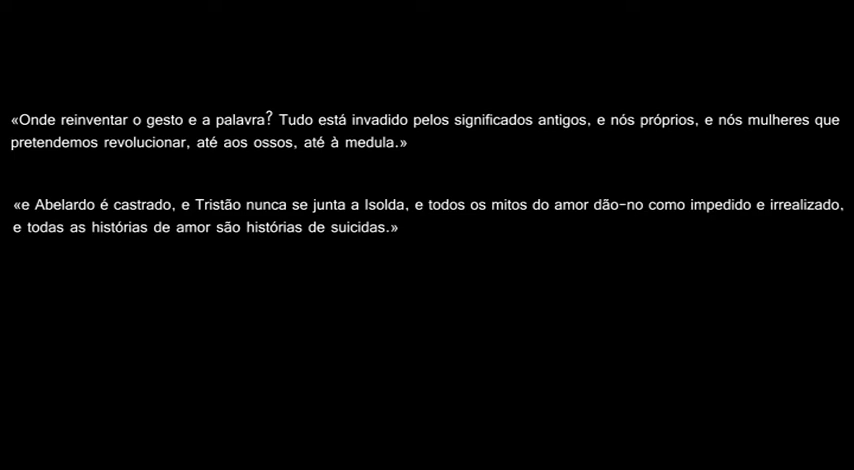 «Onde reinventar o gesto e a palavra? Tudo está invadido pelos significados antigos, e nós próprios, e nós mulheres que
pretendemos revolucionar, até aos ossos, até à medula.»
«e Abelardo é castrado, e Tristão nunca se junta a Isolda, e todos os mitos do amor dão-no como impedido e irrealizado,
e todas as histórias de amor são histórias de suicidas.»